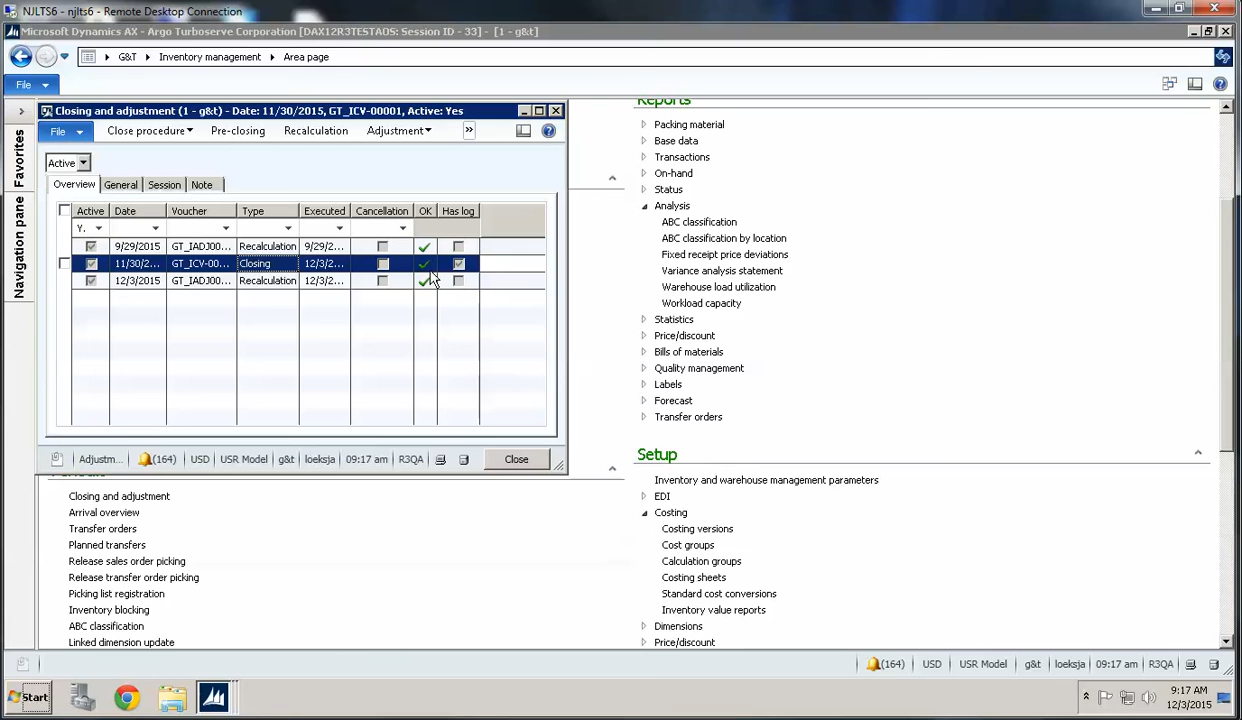 NJLTS6 - njlts6 - Remote Desktop Connection
Microsoft Dynamics AX - Argo Turboserve Corporation [DAX12R3TESTAOS: Session ID - 33] - [1 - g&t]
G&T Inventory management Area page
File
Closing and adjustment (1 - g&t) - Date: 11/30/2015, GT_ICV-00001, Active: Yes
File Close procedure Pre-closing Recalculation Adjustment »
Active
Overview General Session Note
Active Date Voucher Type Executed Cancellation OK Has log
Y.
9/29/2015 GT_IADJ00... Recalculation 9/29/2...
11/30/2... GT_ICV-00... Closing 12/3/2...
12/3/2015 GT_IADJ00... Recalculation 12/3/2...
Adjustm... (164) USD USR Model g&t loeksja 09:17 am R3QA Close
Favorites
Navigation pane
Closing and adjustment
Arrival overview
Transfer orders
Planned transfers
Release sales order picking
Release transfer order picking
Picking list registration
Inventory blocking
ABC classification
Linked dimension update
Reports
Packing material
Base data
Transactions
On-hand
Status
Analysis
ABC classification
ABC classification by location
Fixed receipt price deviations
Variance analysis statement
Warehouse load utilization
Workload capacity
Statistics
Price/discount
Bills of materials
Quality management
Labels
Forecast
Transfer orders
Setup
Inventory and warehouse management parameters
EDI
Costing
Costing versions
Cost groups
Calculation groups
Costing sheets
Standard cost conversions
Inventory value reports
Dimensions
Price/discount
(164) USD USR Model g&t loeksja 09:17 am R3QA
Start
9:17 AM
12/3/2015